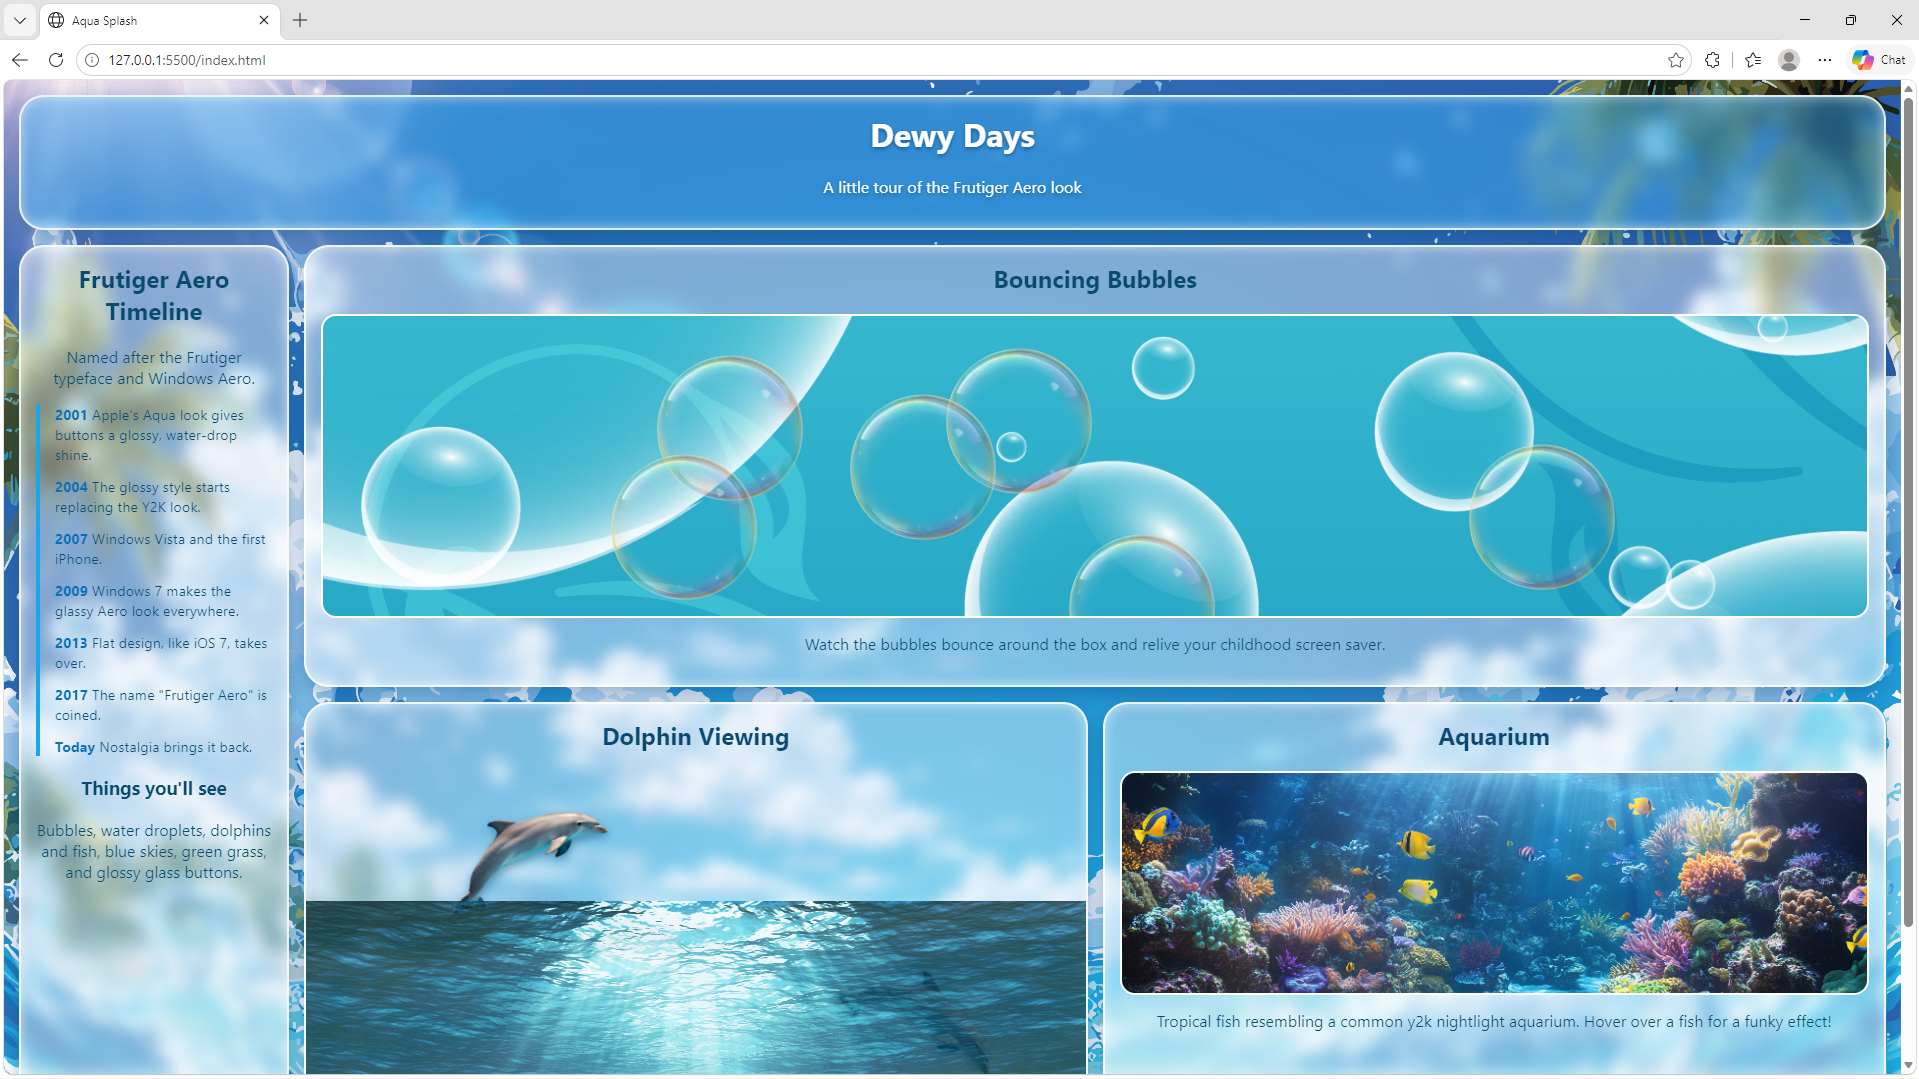 Aqua Splash
127.0.0.1:5500/index.html
Chat
Dewy Days
A little tour of the Frutiger Aero look
Frutiger Aero
Timeline
Named after the Frutiger
typeface and Windows Aero.
2001 Apple's Aqua look gives
buttons a glossy, water-drop
shine.
2004 The glossy style starts
replacing the Y2K look.
2007 Windows Vista and the first
iPhone.
2009 Windows 7 makes the
glassy Aero look everywhere.
2013 Flat design, like iOS 7, takes
over.
2017 The name "Frutiger Aero" is
coined.
Today Nostalgia brings it back.
Things you'll see
Bubbles, water droplets, dolphins
and fish, blue skies, green grass,
and glossy glass buttons.
Bouncing Bubbles
Watch the bubbles bounce around the box and relive your childhood screen saver.
Dolphin Viewing
Aquarium
Tropical fish resembling a common y2k nightlight aquarium. Hover over a fish for a funky effect!